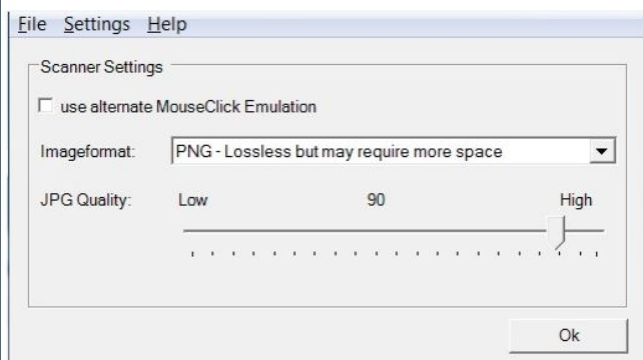 File Settings Help
Scanner Settings
use alternate MouseClick Emulation
Imageformat: PNG - Lossless but may require more space
JPG Quality: Low 90 High
Ok